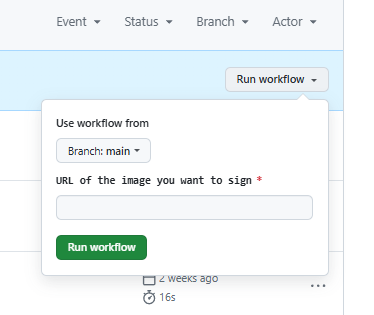 Event Status Branch Actor
Run workflow
Use workflow from
Branch: main
URL of the image you want to sign *
Run workflow
2 weeks ago
16s